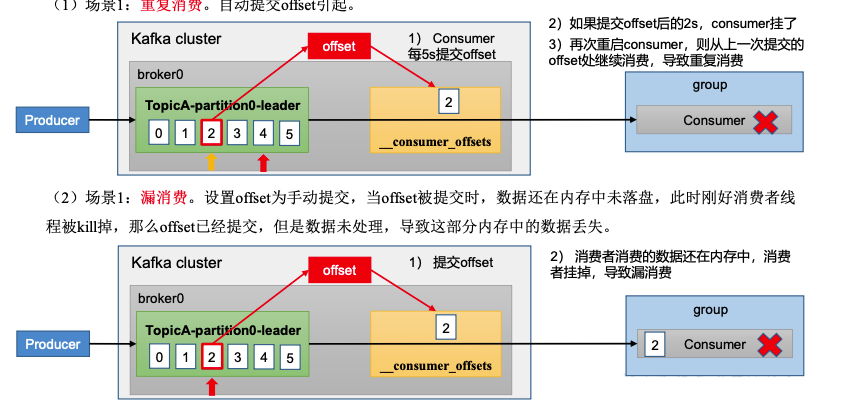 （1）场景1：重复消费。自动提交offset引起。
Kafka cluster
offset
1） Consumer
每5s提交offset
2）如果提交offset后的2s，consumer挂了
3）再次重启consumer，则从上一次提交的
offset处继续消费，导致重复消费
broker0
group
TopicA-partition0-leader
2
Producer
0 1 2 3 4 5
Consumer
__consumer_offsets
（2）场景1：漏消费。设置offset为手动提交，当offset被提交时，数据还在内存中未落盘，此时刚好消费者线
程被kill掉，那么offset已经提交，但是数据未处理，导致这部分内存中的数据丢失。
Kafka cluster
offset
1） 提交offset
2） 消费者消费的数据还在内存中，消费
者挂掉，导致漏消费
broker0
group
TopicA-partition0-leader
2
Producer
0 1 2 3 4 5
2
Consumer
__consumer_offsets